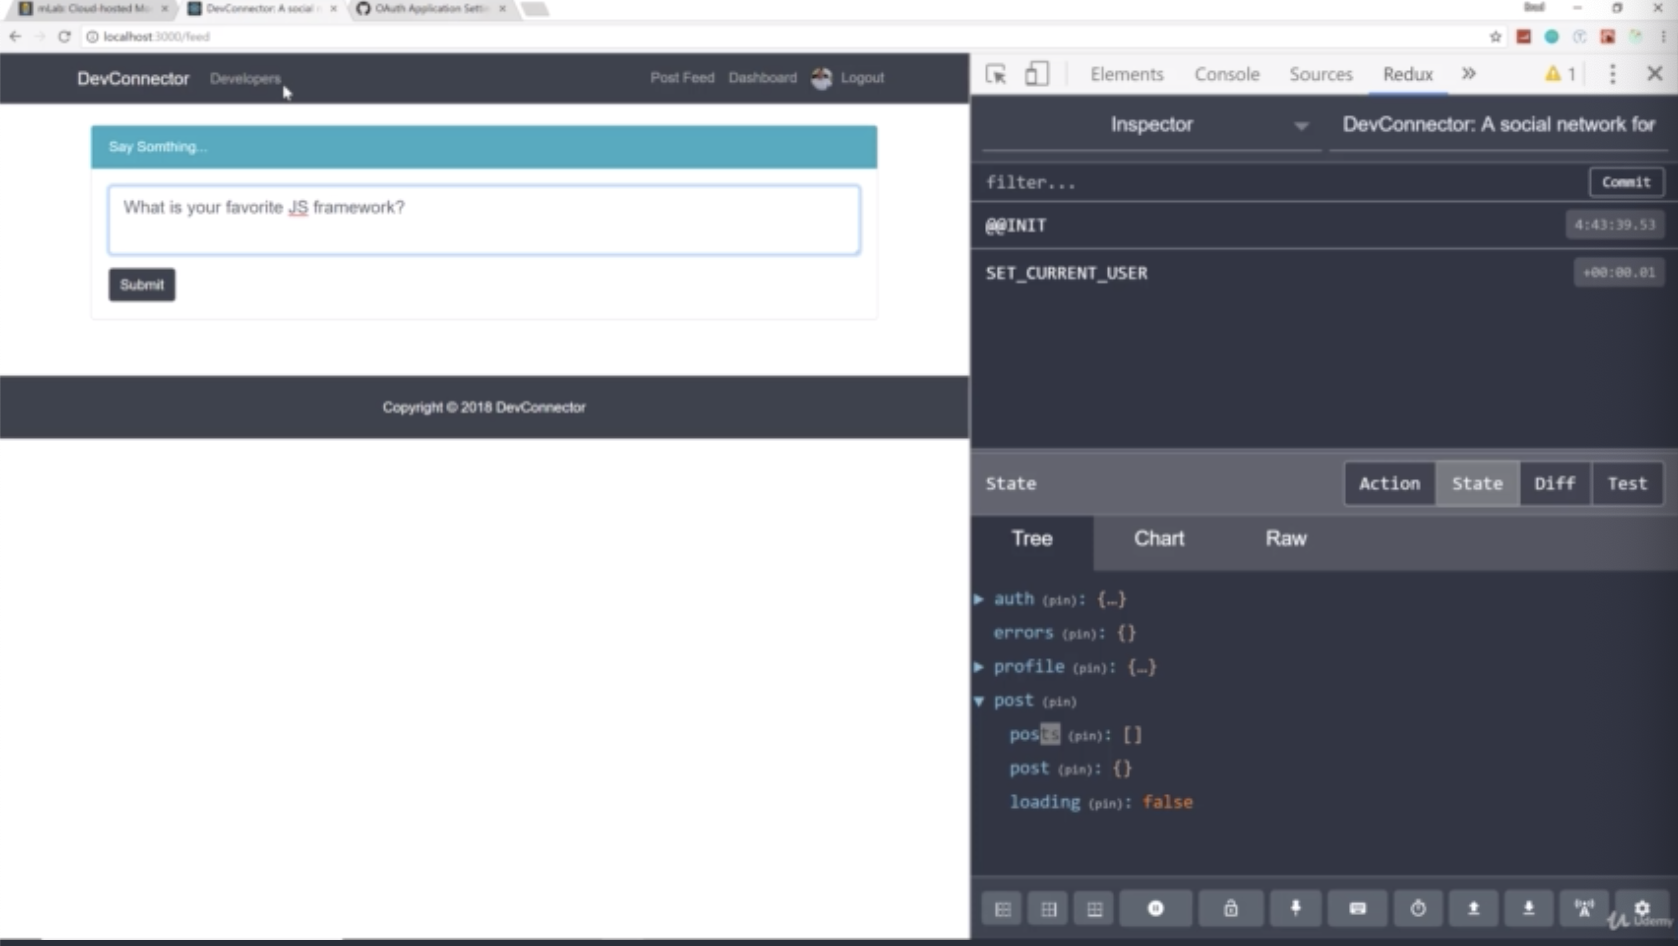 mLab: Cloud-hosted Mo
DevConnector: A social n
OAuth Application Setti
localhost:3000/feed
DevConnector
Developers
Post Feed
Dashboard
Logout
Say Somthing...
What is your favorite JS framework?
Submit
Copyright © 2018 DevConnector
Elements
Console
Sources
Redux
»
1
Inspector
DevConnector: A social network for
filter...
Commit
@@INIT
4:43:39.53
SET_CURRENT_USER
+00:00.01
State
Action
State
Diff
Test
Tree
Chart
Raw
auth (pin): {…}
errors (pin): {}
profile (pin): {…}
post (pin)
posts (pin): []
post (pin): {}
loading (pin): false
Udemy